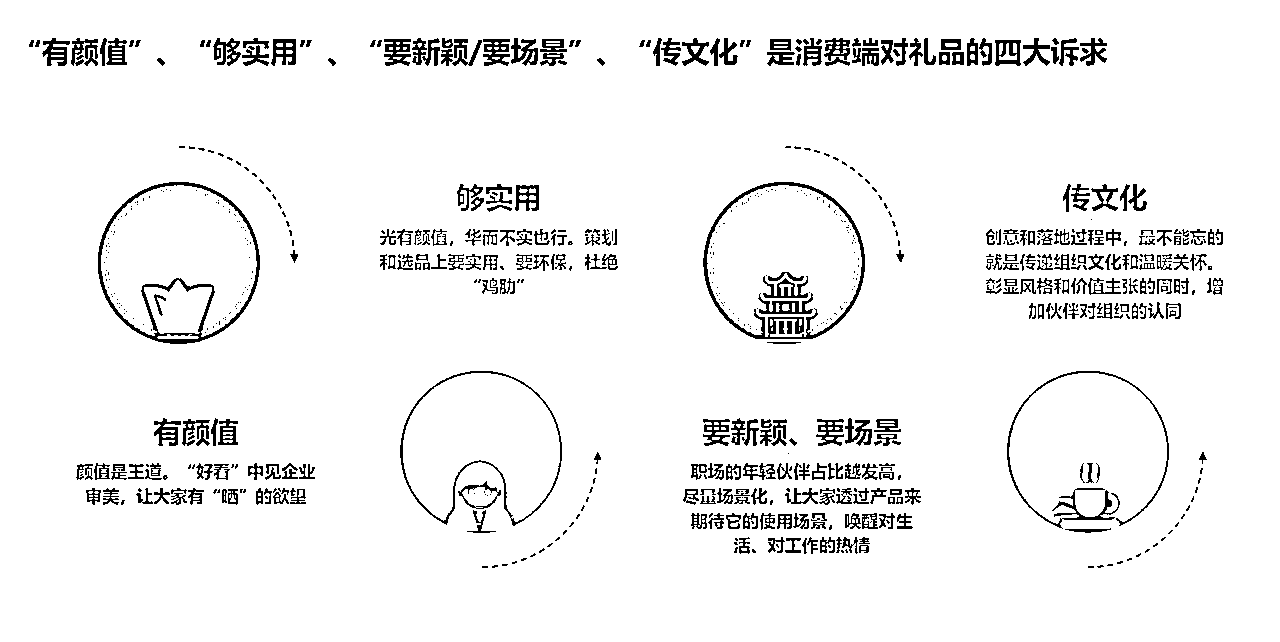 “有颜值”、“够实用”、“要新颖/要场景”、“传文化”是消费端对礼品的四大诉求
有颜值
颜值是王道。“好看”中见企业
审美，让大家有“晒”的欲望
够实用
光有颜值，华而不实也行。策划
和选品上要实用、要环保，杜绝
“鸡肋”
要新颖、要场景
职场的年轻伙伴占比越发高，
尽量场景化，让大家透过产品来
期待它的使用场景，唤醒对生
活、对工作的热情
传文化
创意和落地过程中，最不能忘的
就是传递组织文化和温暖关怀。
彰显风格和价值主张的同时，增
加伙伴对组织的认同